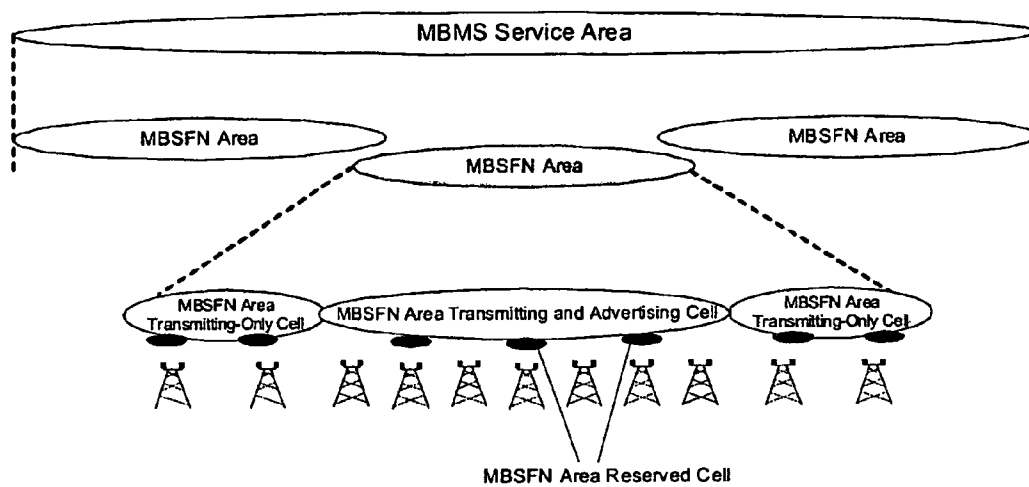 MBMS Service Area
MBSFN Area
MBSFN Area
MBSFN Area
MBSFN Area
Transmitting-Only Cell
MBSFN Area Transmitting and Advertising Cell
MBSFN Area
Transmitting-Only Cell
MBSFN Area Reserved Cell